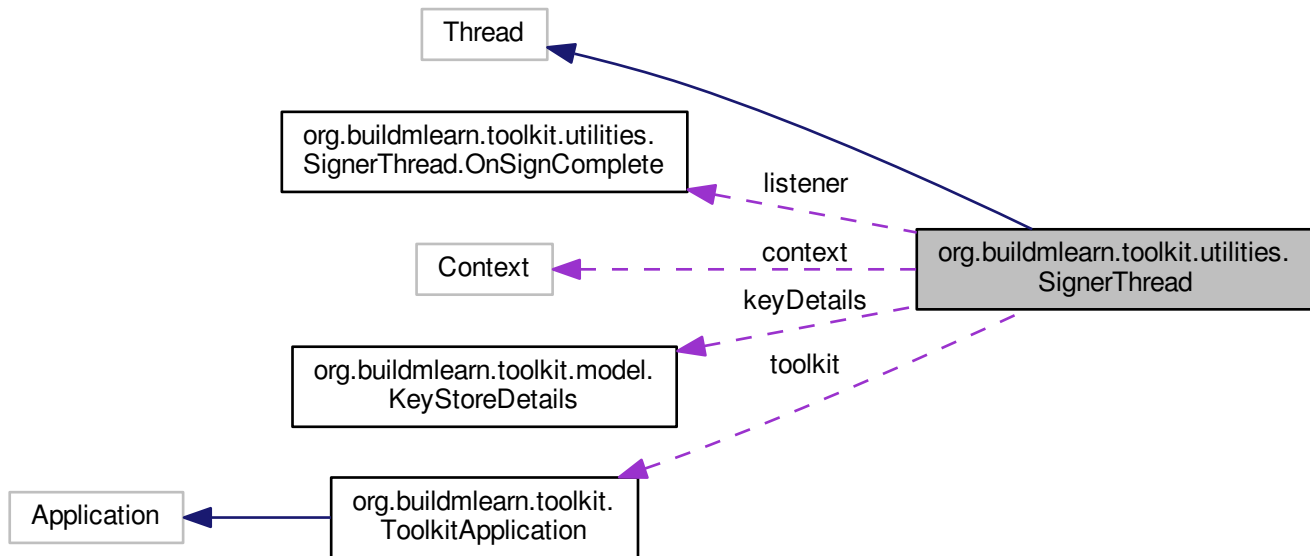 Thread
org.buildmlearn.toolkit.utilities.
SignerThread.OnSignComplete
listener
org.buildmlearn.toolkit.utilities.
SignerThread
Context
context
keyDetails
org.buildmlearn.toolkit.model.
KeyStoreDetails
toolkit
Application
org.buildmlearn.toolkit.
ToolkitApplication